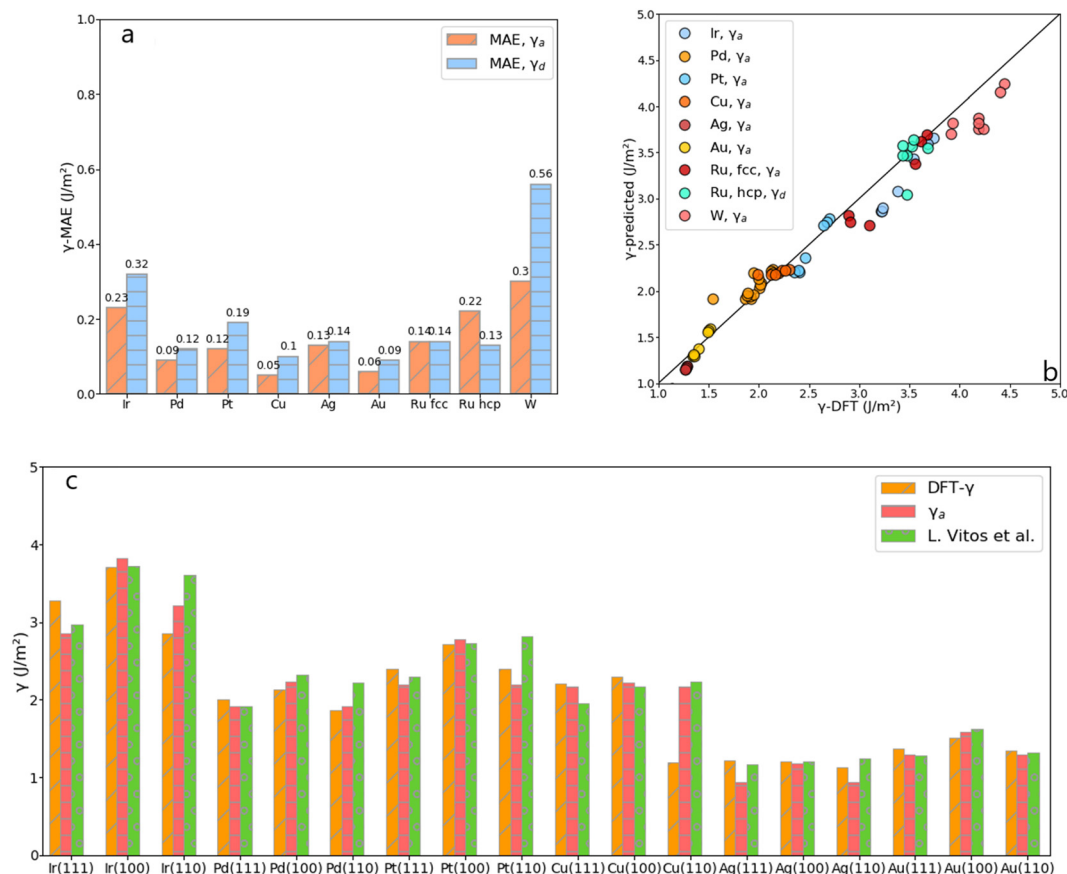 a
γ-MAE (J/m²)
1.0
0.8
0.6
0.4
0.2
0.0
MAE, γₐ
MAE, γ_d
0.23
0.32
0.09
0.12
0.12
0.19
0.05
0.1
0.13
0.14
0.06
0.09
0.14
0.14
0.22
0.13
0.3
0.56
Ir
Pd
Pt
Cu
Ag
Au
Ru fcc
Ru hcp
W
b
γ-predicted (J/m²)
5.0
4.5
4.0
3.5
3.0
2.5
2.0
1.5
1.0
Ir, γₐ
Pd, γₐ
Pt, γₐ
Cu, γₐ
Ag, γₐ
Au, γₐ
Ru, fcc, γₐ
Ru, hcp, γ_d
W, γₐ
1.0
1.5
2.0
2.5
3.0
3.5
4.0
4.5
5.0
γ-DFT (J/m²)
c
γ (J/m²)
5
4
3
2
1
0
DFT-γ
γₐ
L. Vitos et al.
Ir(111)
Ir(100)
Ir(110)
Pd(111)
Pd(100)
Pd(110)
Pt(111)
Pt(100)
Pt(110)
Cu(111)
Cu(100)
Cu(110)
Ag(111)
Ag(100)
Ag(110)
Au(111)
Au(100)
Au(110)